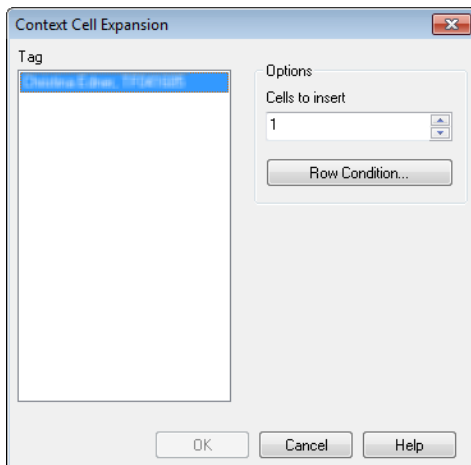 Context Cell Expansion
Tag
Options
Cells to insert
1
Row Condition...
OK
Cancel
Help